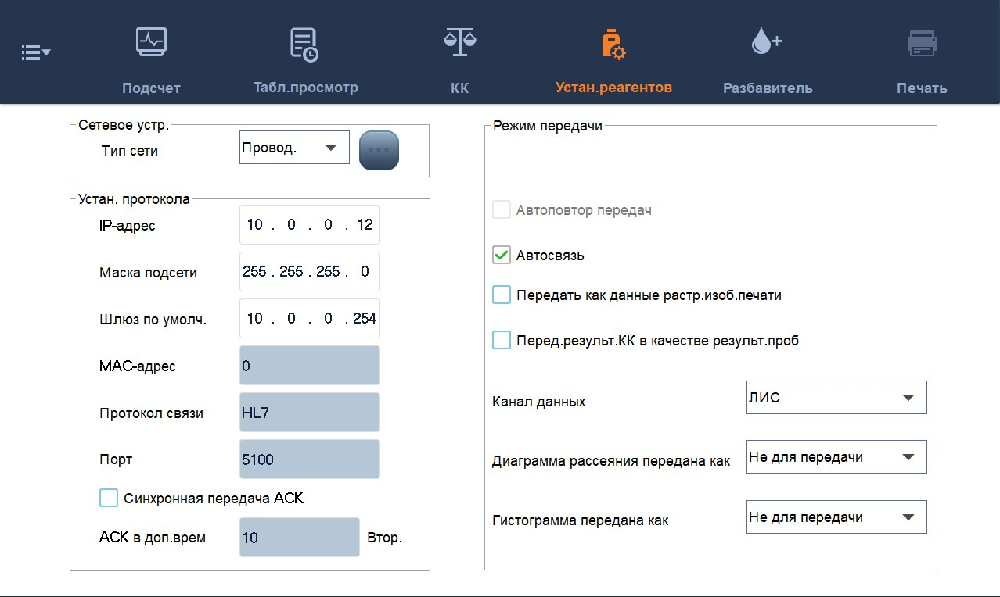 Подсчет
Табл.просмотр
КК
Устан.реагентов
Разбавитель
Печать
Сетевое устр.
Тип сети
Провод.
Устан. протокола
IP-адрес
10 . 0 . 0 . 12
Маска подсети
255 . 255 . 255 . 0
Шлюз по умолч.
10 . 0 . 0 . 254
MAC-адрес
0
Протокол связи
HL7
Порт
5100
Синхронная передача ACK
ACK в доп.врем
10
Втор.
Режим передачи
Автоповтор передач
Автосвязь
Передать как данные растр.изоб.печати
Перед.результ.КК в качестве результ.проб
Канал данных
ЛИС
Диаграмма рассеяния передана как
Не для передачи
Гистограмма передана как
Не для передачи